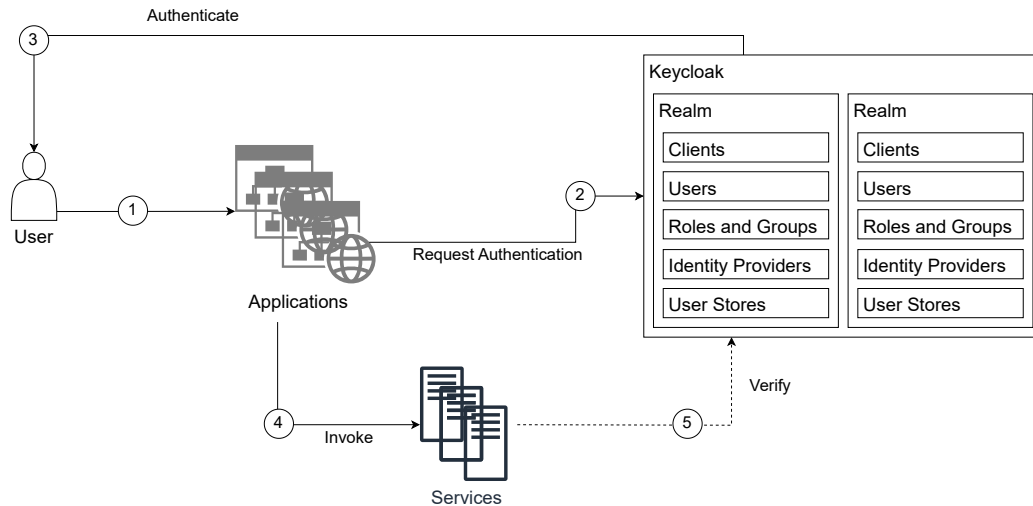 Authenticate
3
Keycloak
Realm
Clients
Users
Roles and Groups
Identity Providers
User Stores
Realm
Clients
Users
Roles and Groups
Identity Providers
User Stores
1
2
User
Request Authentication
Applications
Verify
4
5
Invoke
Services